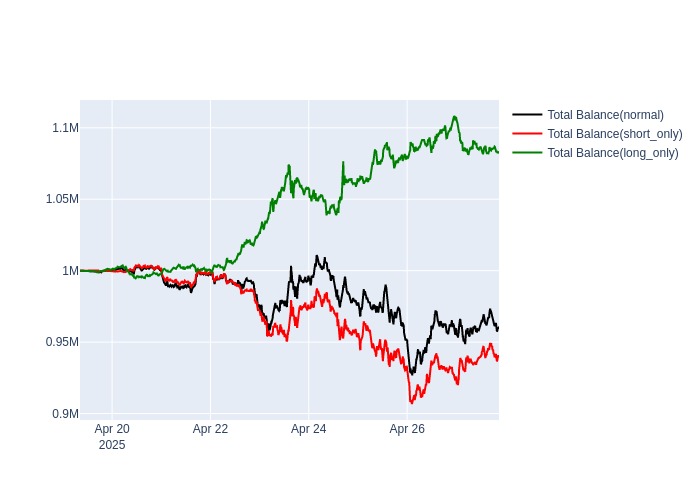 Total Balance(normal)
Total Balance(short_only)
Total Balance(long_only)
1.1M
1.05M
1M
0.95M
0.9M
Apr 20
2025
Apr 22
Apr 24
Apr 26